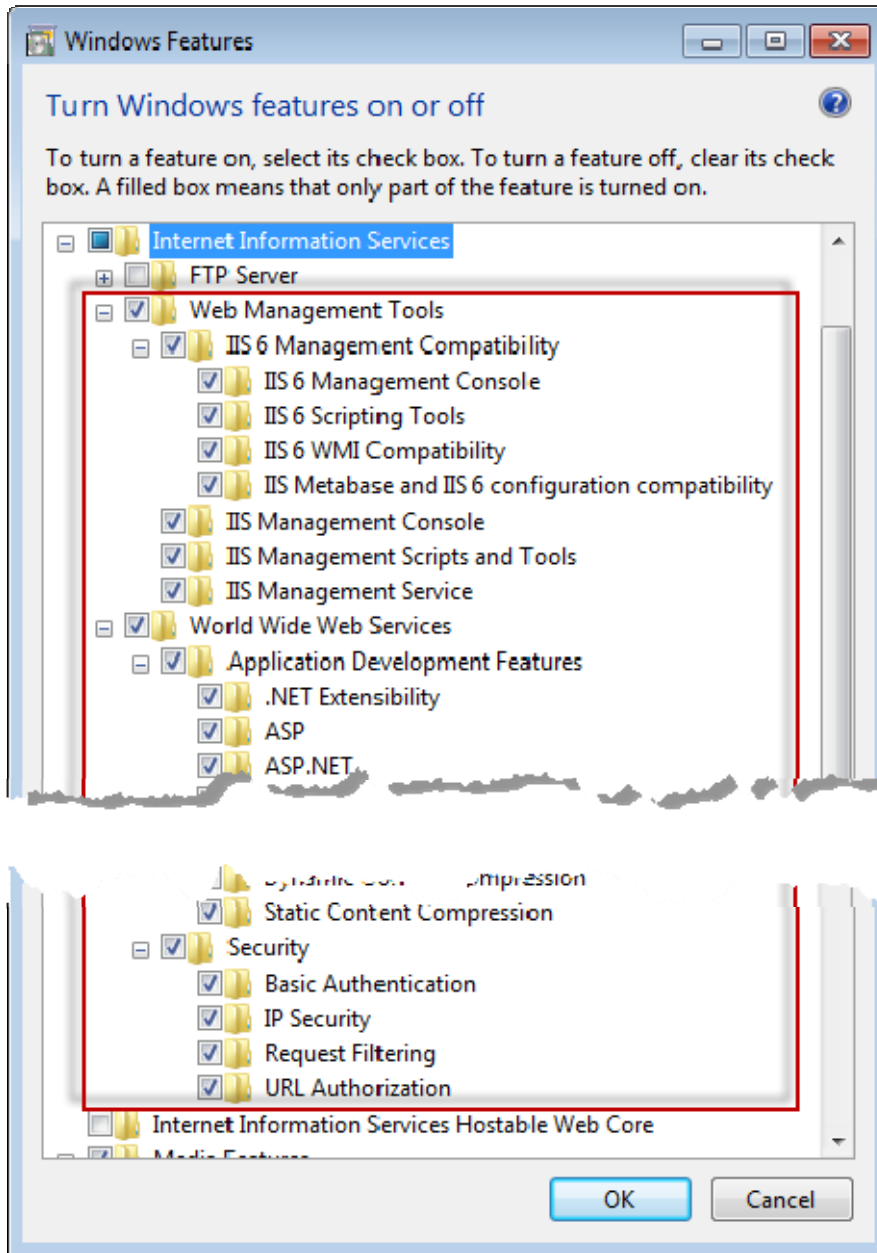 Windows Features
Turn Windows features on or off
To turn a feature on, select its check box. To turn a feature off, clear its check
box. A filled box means that only part of the feature is turned on.
Internet Information Services
FTP Server
Web Management Tools
IIS 6 Management Compatibility
IIS 6 Management Console
IIS 6 Scripting Tools
IIS 6 WMI Compatibility
IIS Metabase and IIS 6 configuration compatibility
IIS Management Console
IIS Management Scripts and Tools
IIS Management Service
World Wide Web Services
Application Development Features
.NET Extensibility
ASP
ASP.NET
Static Content Compression
Security
Basic Authentication
IP Security
Request Filtering
URL Authorization
Internet Information Services Hostable Web Core
Media Features
OK Cancel